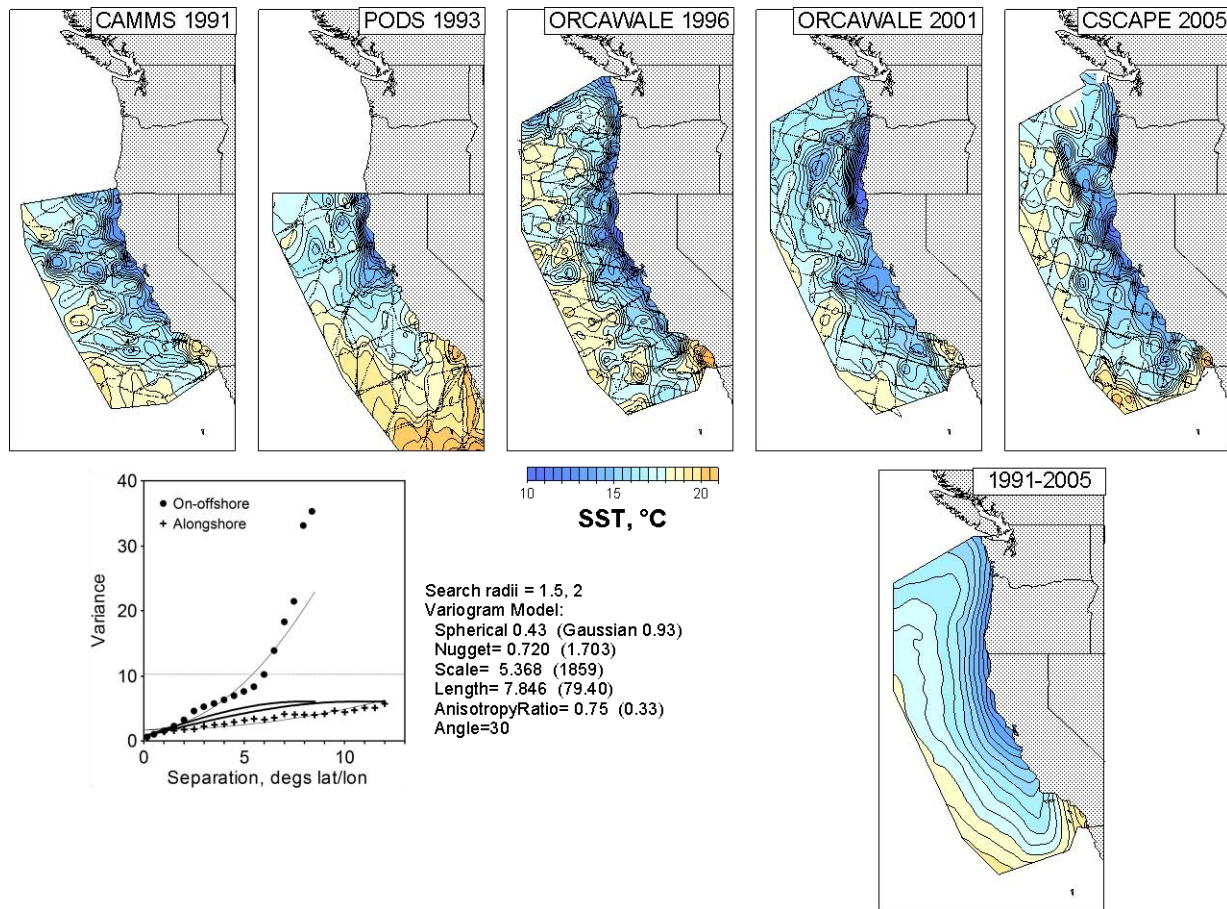 CAMMS 1991
PODS 1993
ORCAWALE 1996
ORCAWALE 2001
CSCAPE 2005
10 15 20
SST, °C
1991-2005
40
30
20
10
0
Variance
On-offshore
Alongshore
0 5 10
Separation, degs lat/lon
Search radii = 1.5, 2
Variogram Model:
Spherical 0.43 (Gaussian 0.93)
Nugget= 0.720 (1.703)
Scale= 5.368 (1859)
Length= 7.846 (79.40)
AnisotropyRatio= 0.75 (0.33)
Angle=30